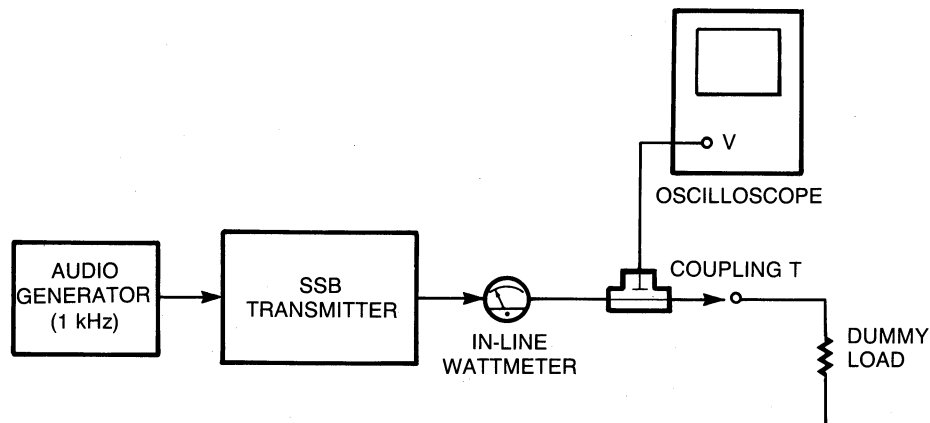 V
OSCILLOSCOPE
AUDIO
GENERATOR
(1 kHz)
SSB
TRANSMITTER
IN-LINE
WATTMETER
COUPLING T
DUMMY
LOAD